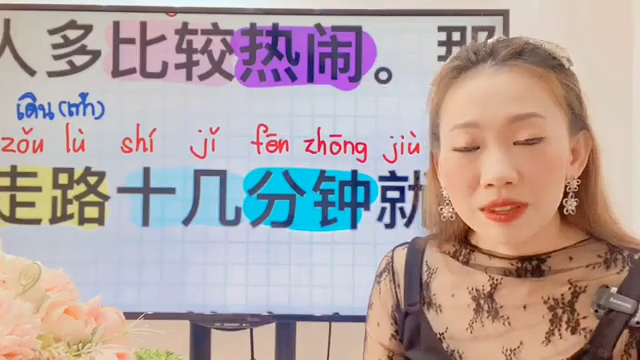 人多比较热闹。那
เดิน(เท้า)
zǒu lù shí jǐ fēn zhōng jiù
走路十几分钟就